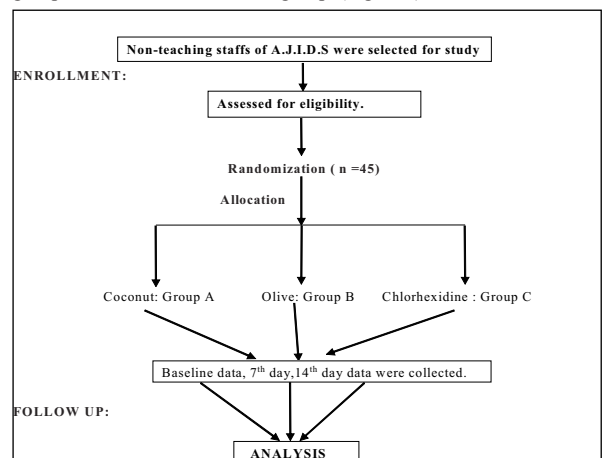 Non-teaching staffs of A.J.I.D.S were selected for study
ENROLLMENT:
Assessed for eligibility.
Randomization ( n =45)
Allocation
Coconut: Group A
Olive: Group B
Chlorhexidine : Group C
Baseline data, 7th day,14th day data were collected.
FOLLOW UP:
ANALYSIS